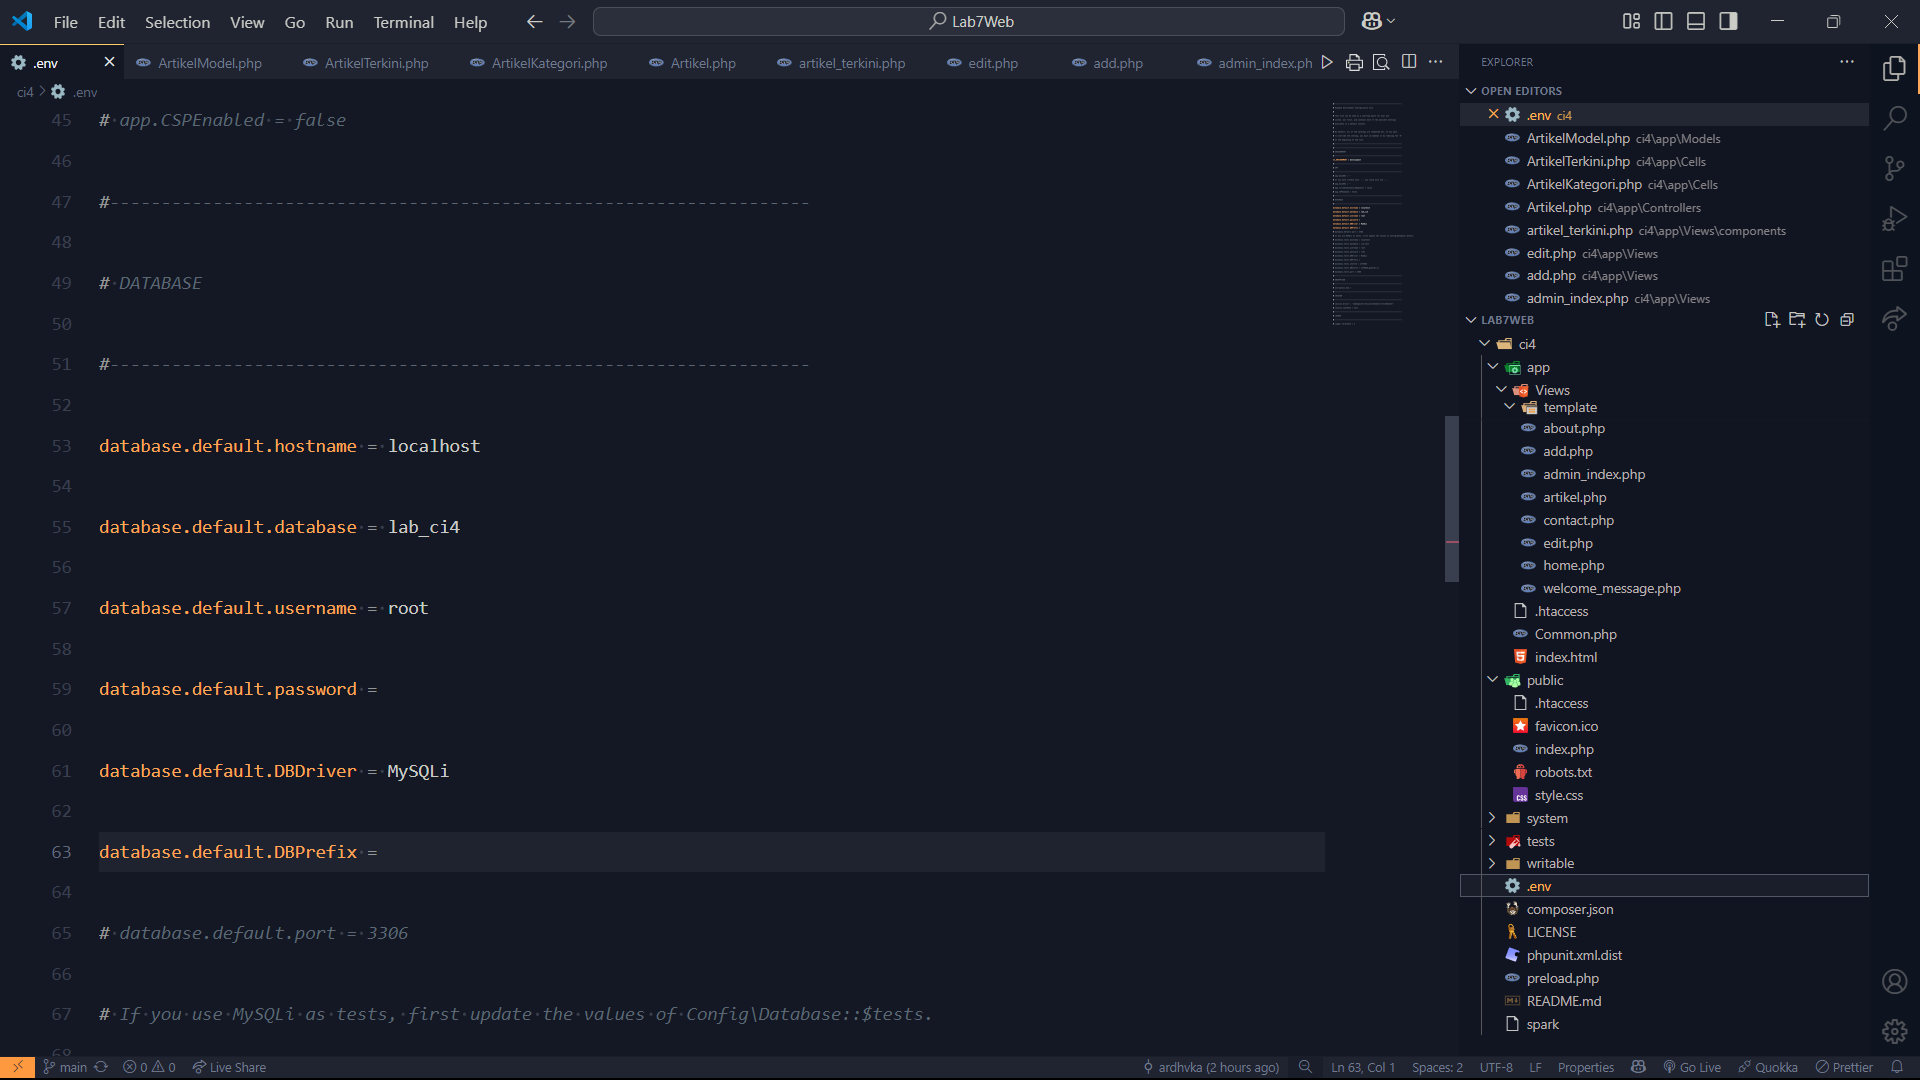 File Edit Selection View Go Run Terminal Help
Lab7Web
.env
ArtikelModel.php
ArtikelTerkini.php
ArtikelKategori.php
Artikel.php
artikel_terkini.php
edit.php
add.php
admin_index.ph
ci4 > .env
45 # app.CSPEnabled = false
46
47 #--------------------------------------------------------------------
48
49 # DATABASE
50
51 #--------------------------------------------------------------------
52
53 database.default.hostname = localhost
54
55 database.default.database = lab_ci4
56
57 database.default.username = root
58
59 database.default.password =
60
61 database.default.DBDriver = MySQLi
62
63 database.default.DBPrefix =
64
65 # database.default.port = 3306
66
67 # If you use MySQLi as tests, first update the values of Config\Database::$tests.
68
EXPLORER
OPEN EDITORS
.env ci4
ArtikelModel.php ci4\app\Models
ArtikelTerkini.php ci4\app\Cells
ArtikelKategori.php ci4\app\Cells
Artikel.php ci4\app\Controllers
artikel_terkini.php ci4\app\Views\components
edit.php ci4\app\Views
add.php ci4\app\Views
admin_index.php ci4\app\Views
LAB7WEB
ci4
app
Views
template
about.php
add.php
admin_index.php
artikel.php
contact.php
edit.php
home.php
welcome_message.php
.htaccess
Common.php
index.html
public
.htaccess
favicon.ico
index.php
robots.txt
style.css
system
tests
writable
.env
composer.json
LICENSE
phpunit.xml.dist
preload.php
README.md
spark
main
0 0
Live Share
ardhvka (2 hours ago)
Ln 63, Col 1
Spaces: 2
UTF-8
LF
Properties
Go Live
Quokka
Prettier